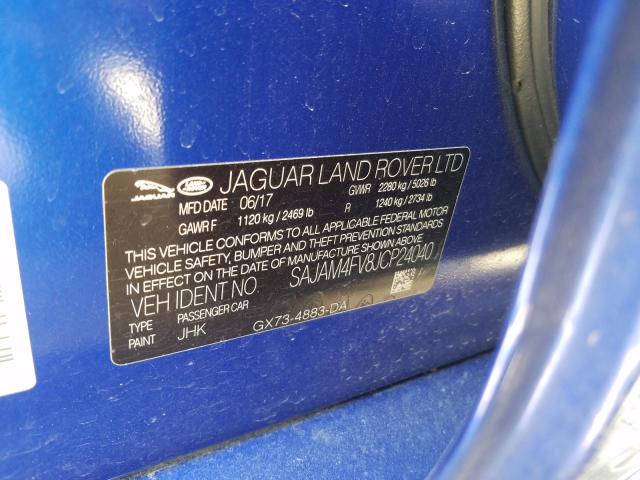 JAGUAR LAND ROVER JAGUAR LAND ROVER LTD
MFD DATE 06/17 GVWR 2280 kg / 5026 lb
GAWR F 1120 kg / 2469 lb R 1240 kg / 2734 lb
THIS VEHICLE CONFORMS TO ALL APPLICABLE FEDERAL MOTOR
VEHICLE SAFETY, BUMPER AND THEFT PREVENTION STANDARDS
IN EFFECT ON THE DATE OF MANUFACTURE SHOWN ABOVE.
VEH IDENT NO. SAJAM4FV8JCP24040
TYPE PASSENGER CAR
PAINT JHK GX73-4883-DA